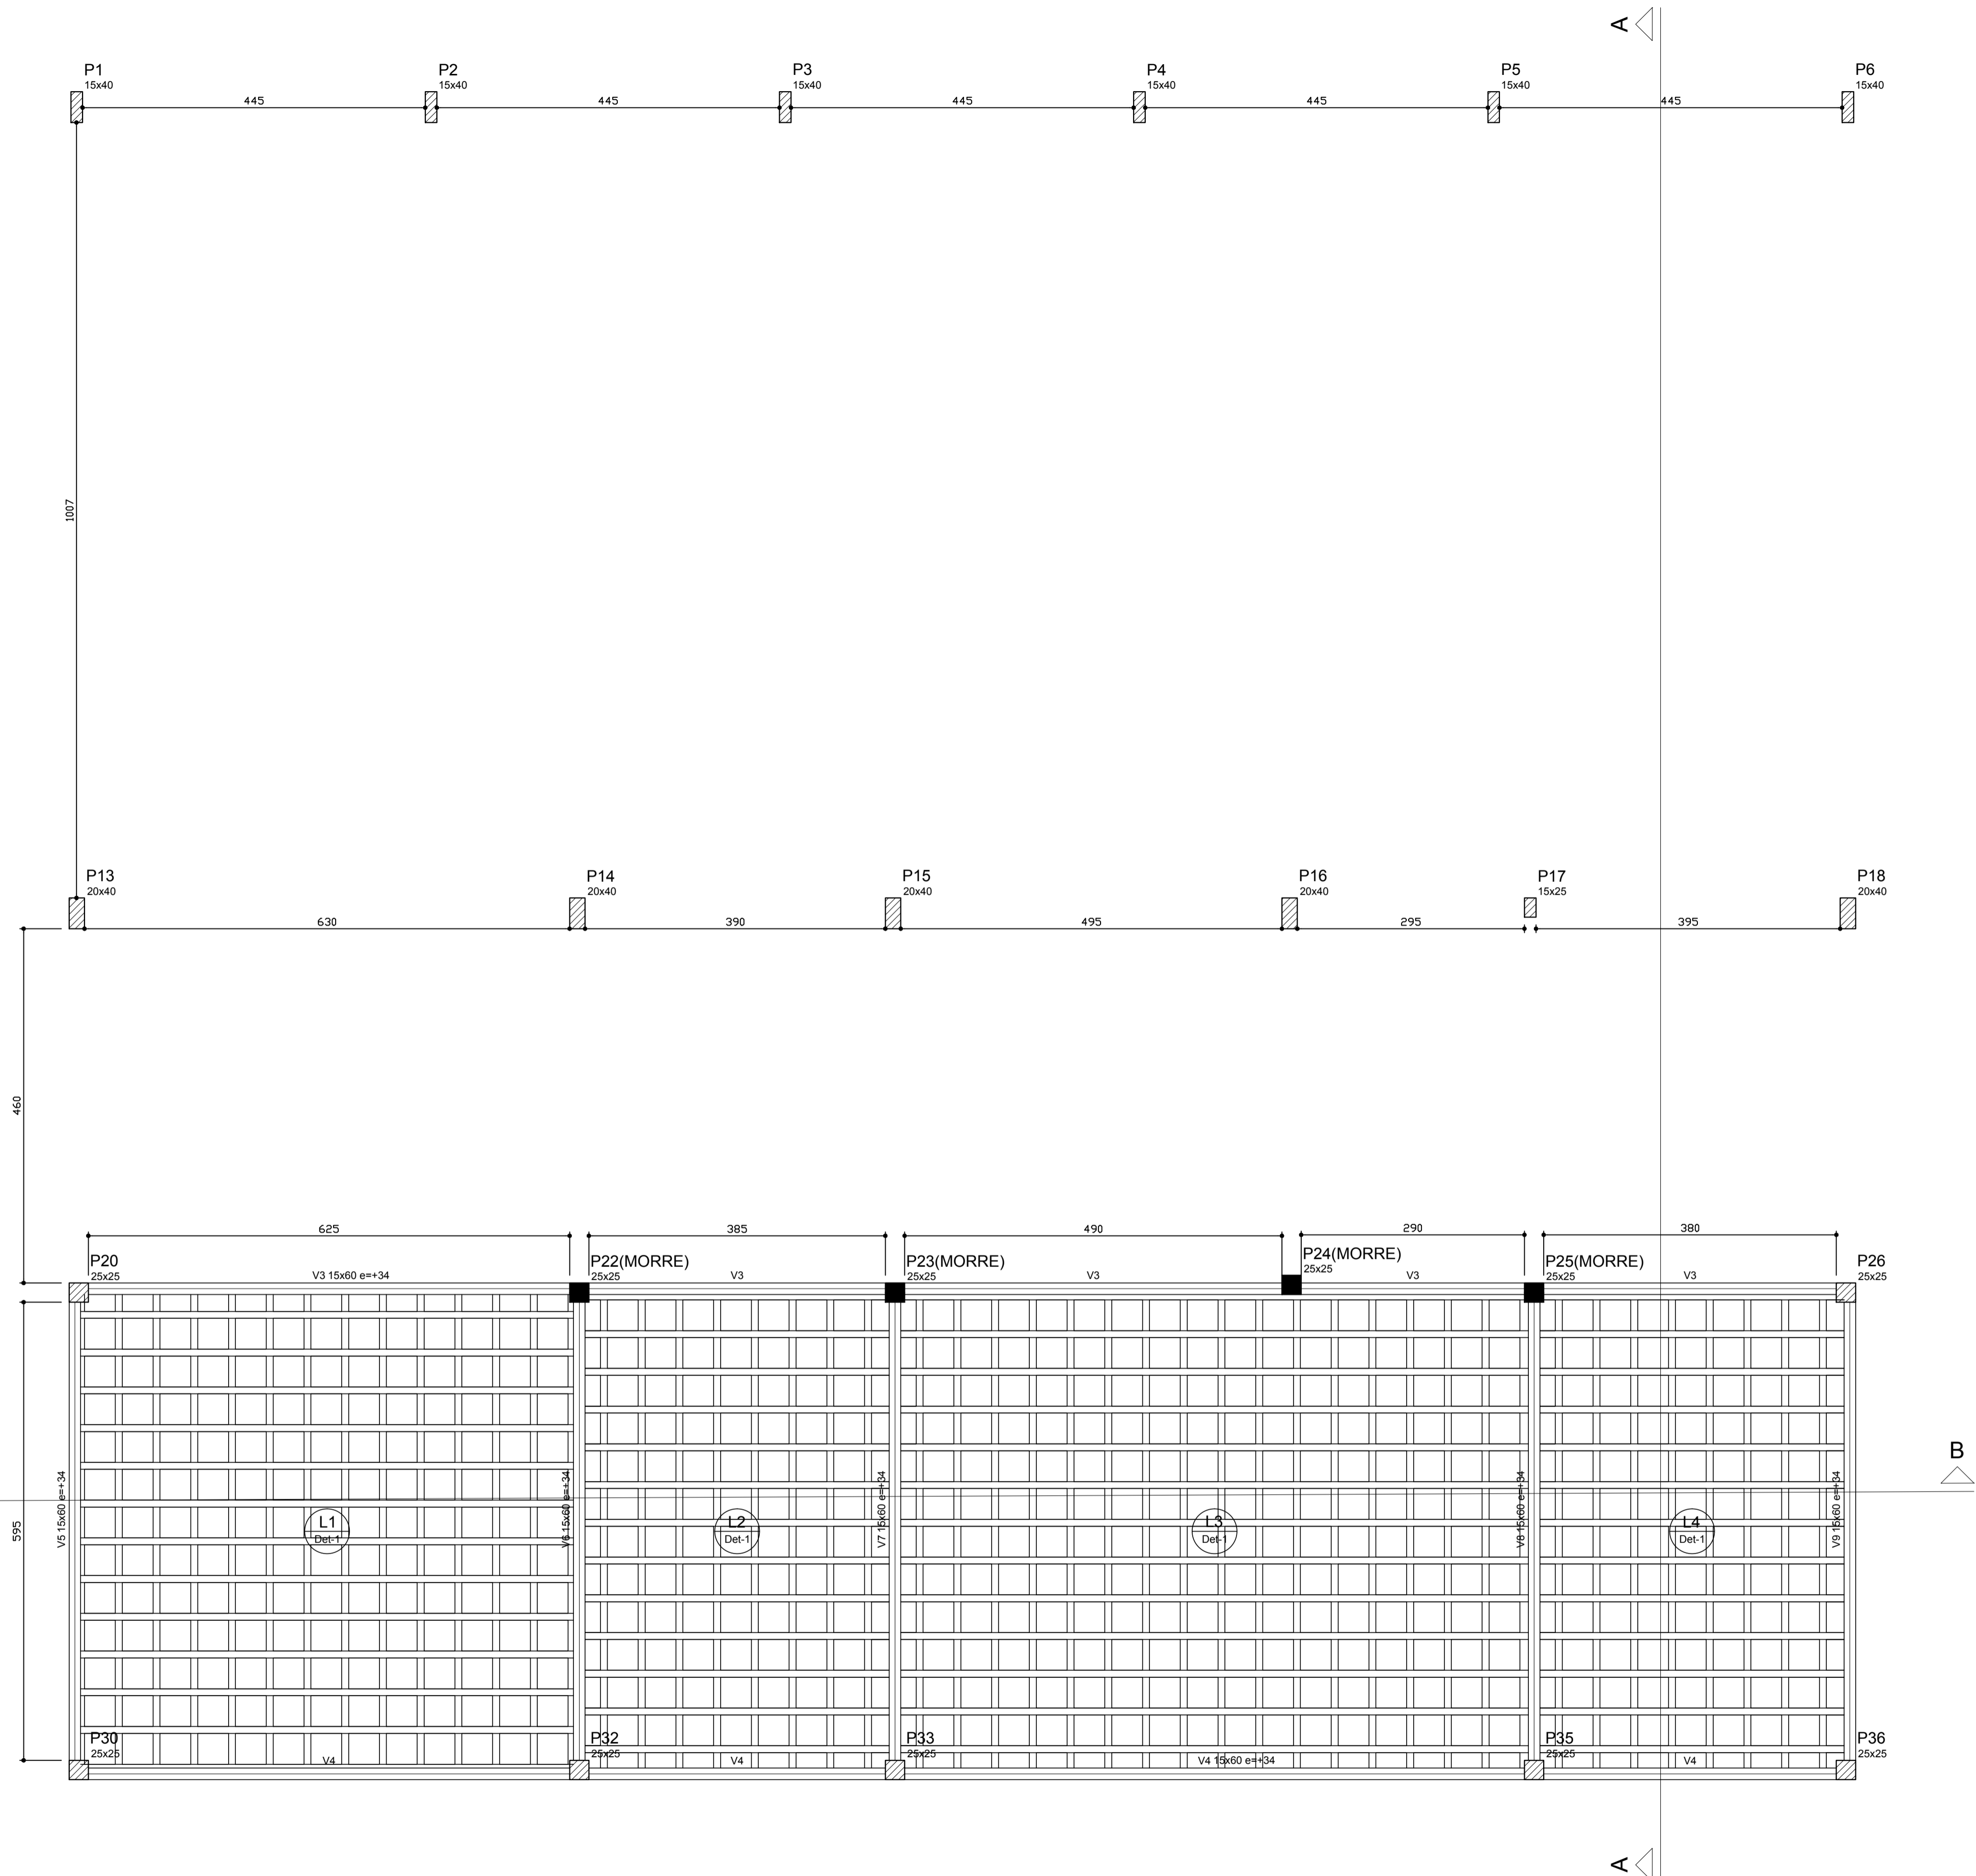 A
P1
15x40
P2
15x40
P3
15x40
P4
15x40
P5
15x40
P6
15x40
445
445
445
445
445
1007
P13
20x40
P14
20x40
P15
20x40
P16
20x40
P17
15x25
P18
20x40
630
390
495
295
395
460
625
385
490
290
380
P20
25x25
V3 15x60 e=+34
P22(MORRE)
25x25
V3
P23(MORRE)
25x25
V3
P24(MORRE)
25x25
V3
P25(MORRE)
25x25
V3
P26
25x25
B
595
V5 15x60 e=+34
L1
Det-1
V6 15x60 e=+34
L2
Det-1
V7 15x60 e=+34
L3
Det-1
V8 15x60 e=+34
L4
Det-1
V9 15x60 e=+34
P30
25x25
V4
P32
25x25
V4
P33
25x25
V4 15x60 e=+34
P35
25x25
V4
P36
25x25
A